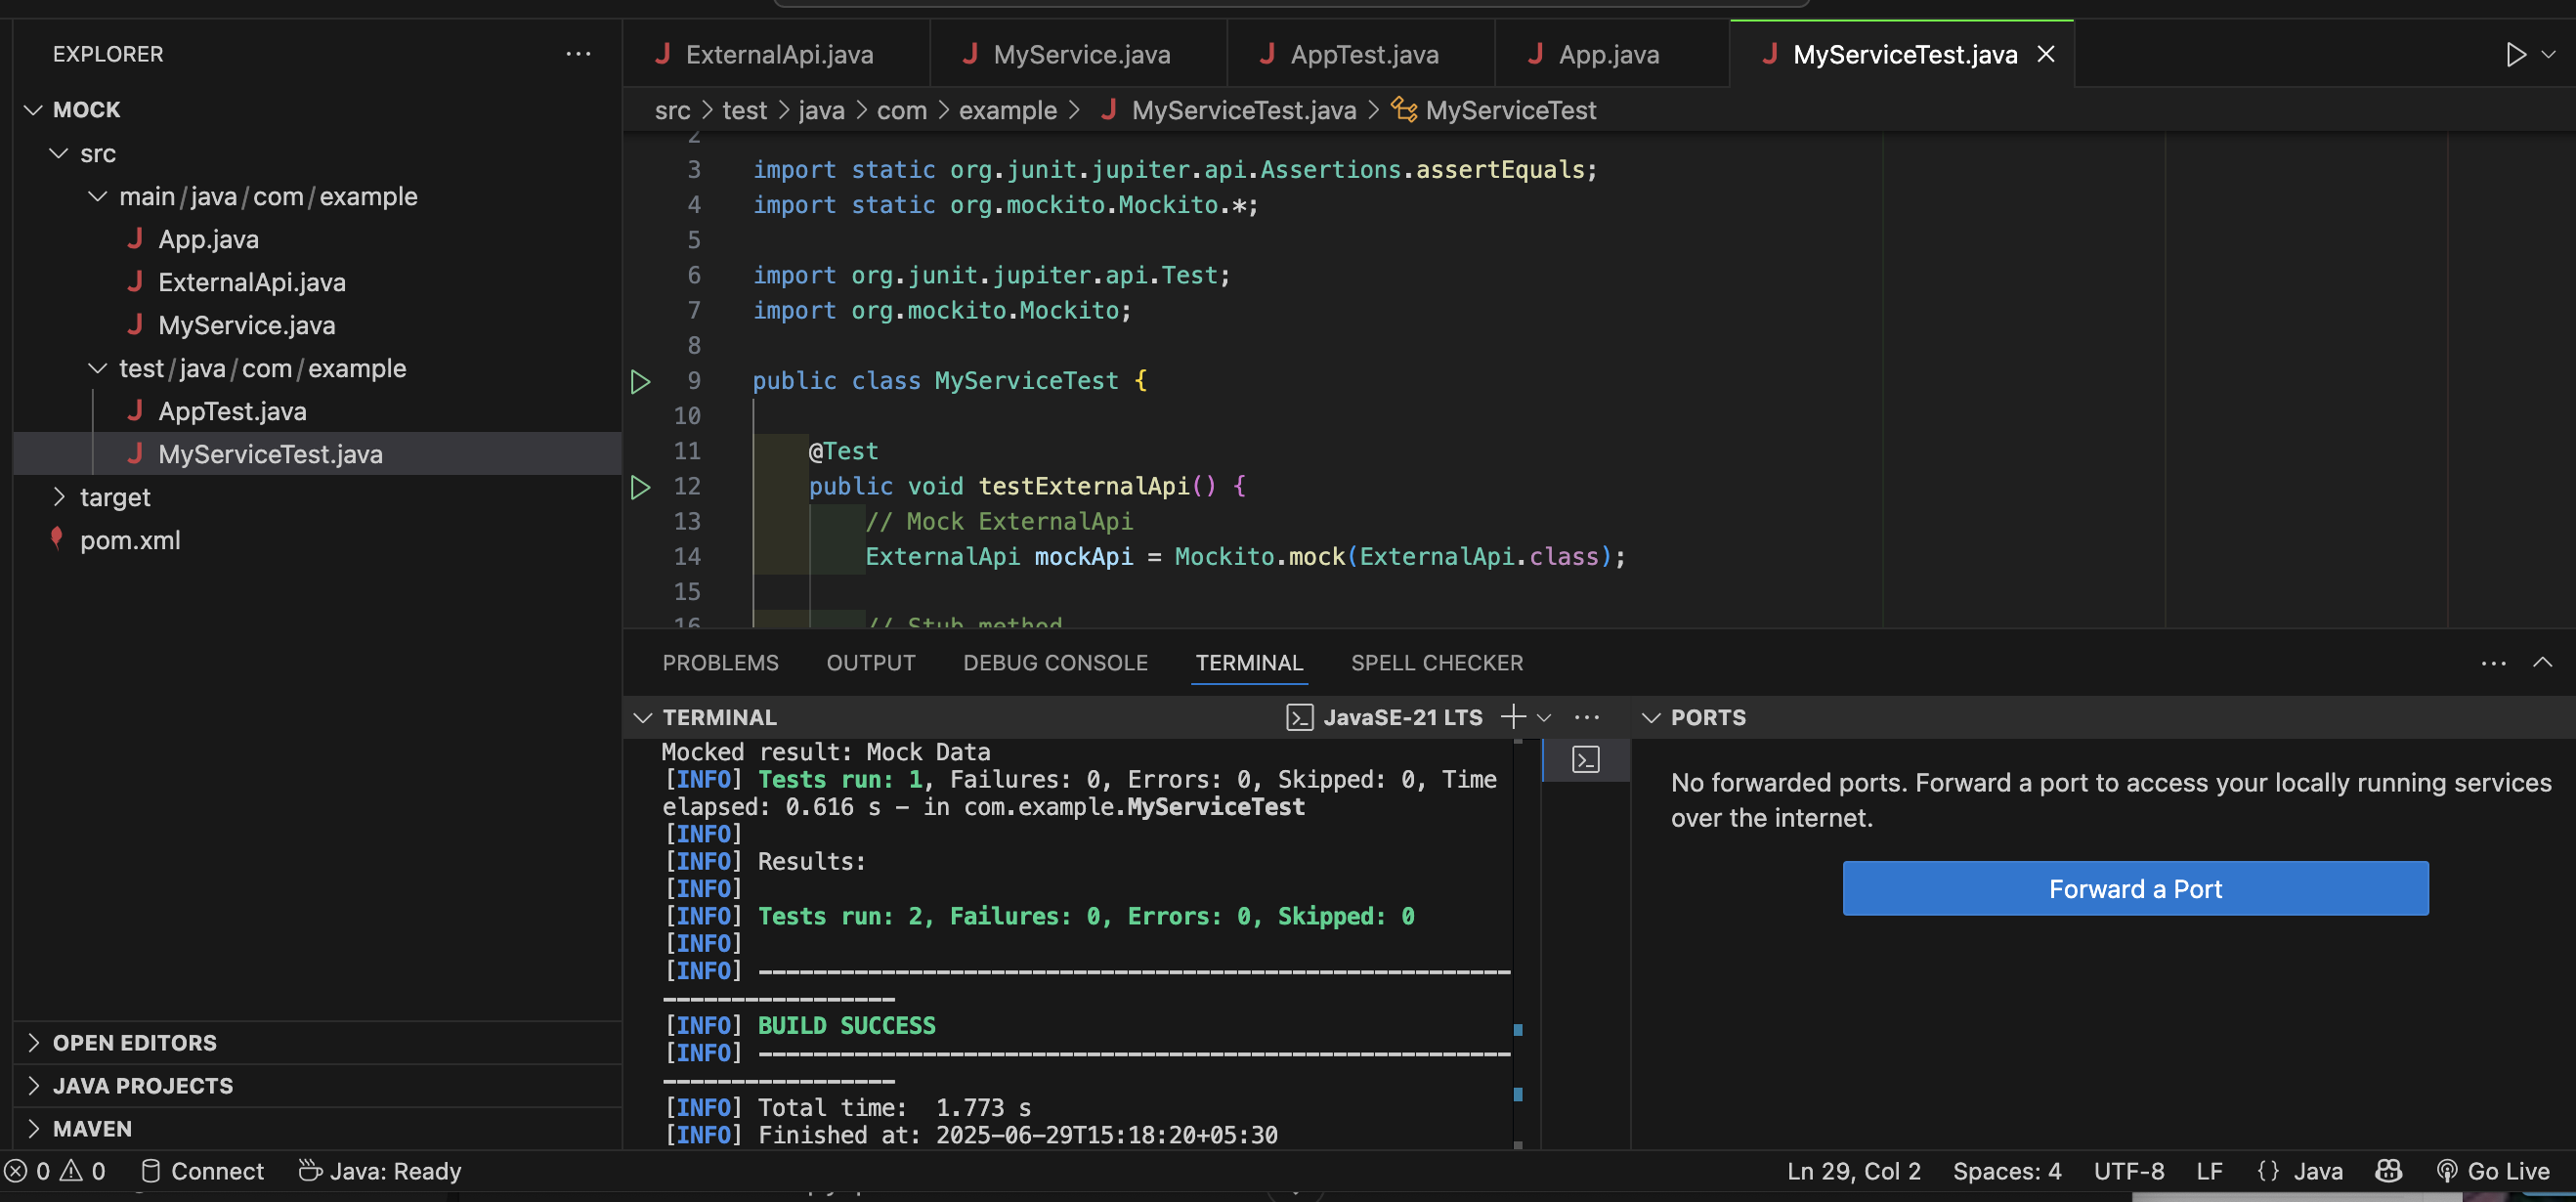 EXPLORER
MOCK
src
main/java/com/example
App.java
ExternalApi.java
MyService.java
test/java/com/example
AppTest.java
MyServiceTest.java
target
pom.xml
OPEN EDITORS
JAVA PROJECTS
MAVEN
ExternalApi.java MyService.java AppTest.java App.java MyServiceTest.java
src > test > java > com > example > MyServiceTest.java > MyServiceTest
2
3 import static org.junit.jupiter.api.Assertions.assertEquals;
4 import static org.mockito.Mockito.*;
5
6 import org.junit.jupiter.api.Test;
7 import org.mockito.Mockito;
8
9 public class MyServiceTest {
10
11 @Test
12 public void testExternalApi() {
13 // Mock ExternalApi
14 ExternalApi mockApi = Mockito.mock(ExternalApi.class);
15
16 // Stub method
PROBLEMS OUTPUT DEBUG CONSOLE TERMINAL SPELL CHECKER
TERMINAL JavaSE-21 LTS
Mocked result: Mock Data
[INFO] Tests run: 1, Failures: 0, Errors: 0, Skipped: 0, Time
elapsed: 0.616 s - in com.example.MyServiceTest
[INFO]
[INFO] Results:
[INFO]
[INFO] Tests run: 2, Failures: 0, Errors: 0, Skipped: 0
[INFO]
[INFO] -------------------------------------------------------
-----------------
[INFO] BUILD SUCCESS
[INFO] -------------------------------------------------------
-----------------
[INFO] Total time:  1.773 s
[INFO] Finished at: 2025-06-29T15:18:20+05:30
PORTS
No forwarded ports. Forward a port to access your locally running services
over the internet.
Forward a Port
0 0 Connect Java: Ready Ln 29, Col 2 Spaces: 4 UTF-8 LF {} Java Go Live